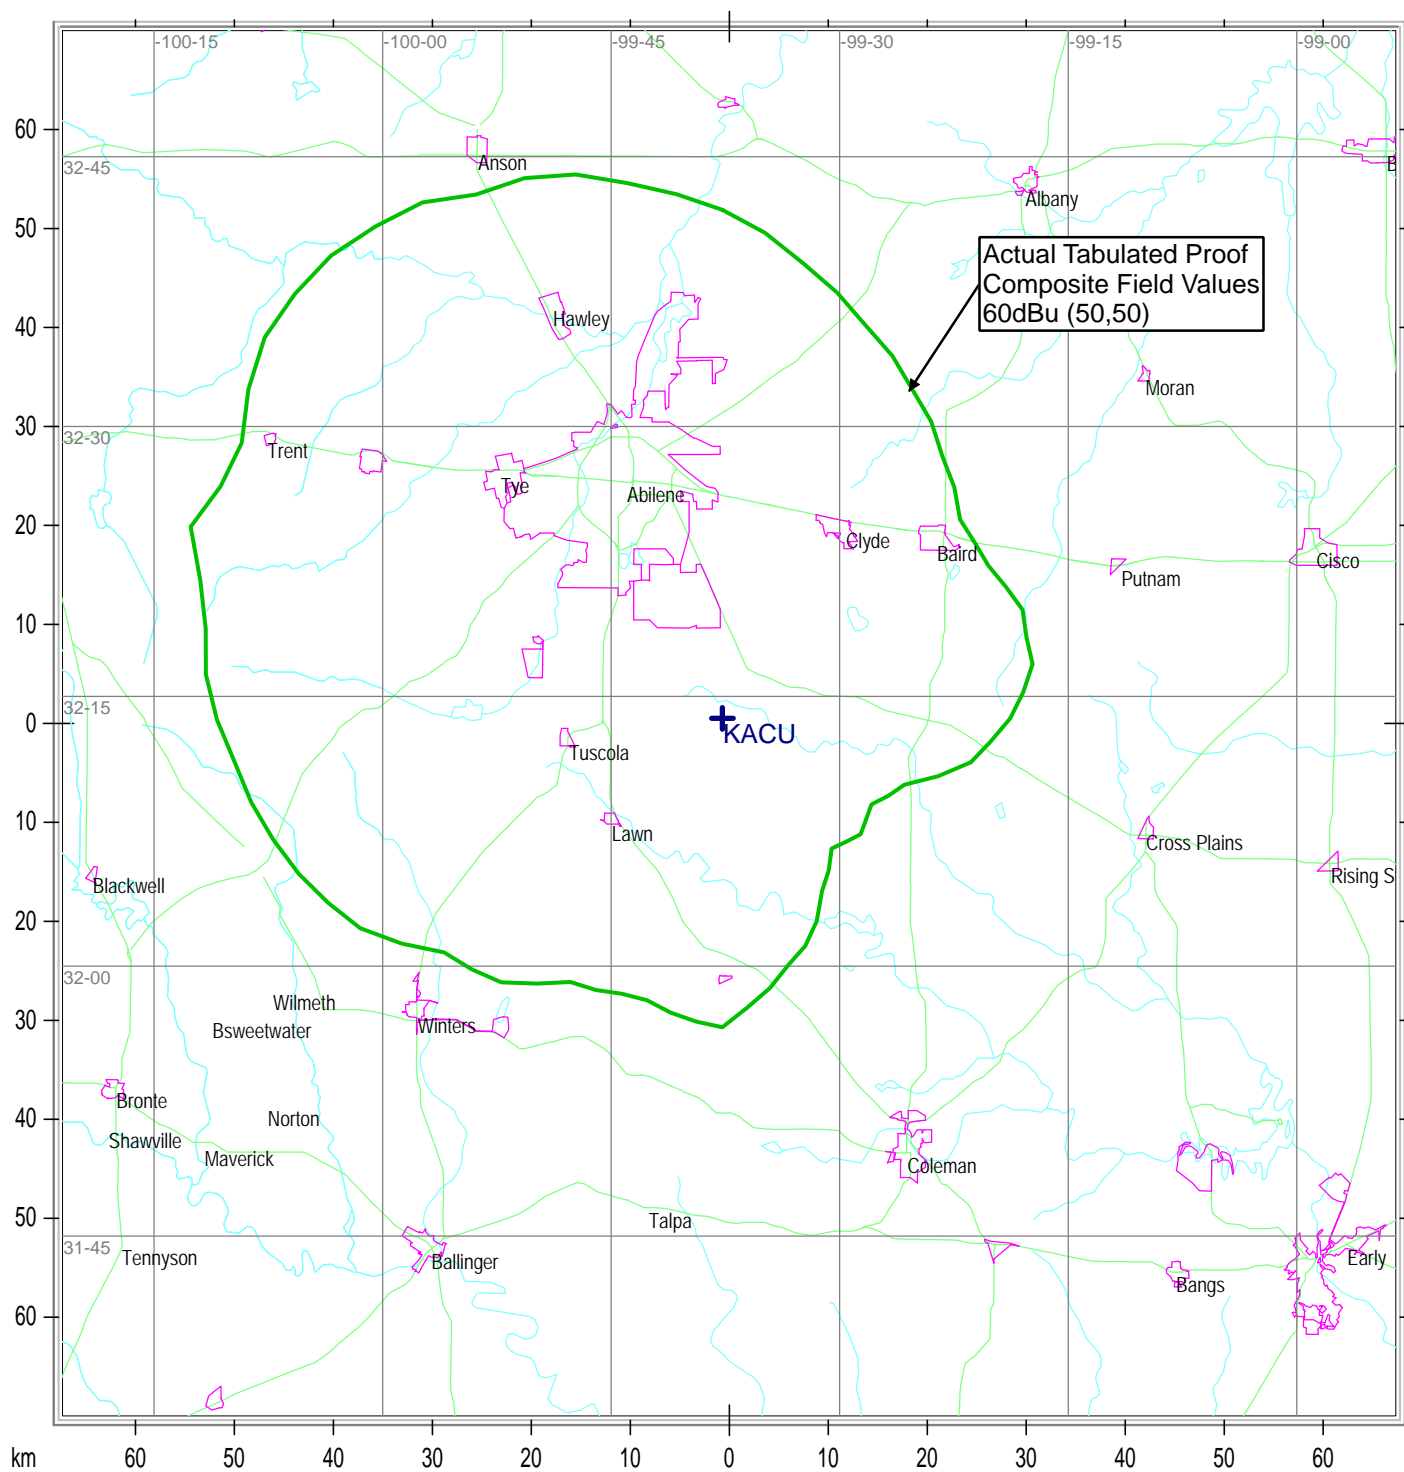 -100-15
-100-00
-99-45
-99-30
-99-15
-99-00
60
Anson
32-45
B
Albany
50
Actual Tabulated Proof
Composite Field Values
60dBu (50,50)
Hawley
40
Moran
30
32-30
Trent
Tye
Abilene
20
Clyde
Baird
Cisco
Putnam
10
32-15
0
KACU
Tuscola
10
Lawn
Cross Plains
Blackwell
Rising S
20
32-00
Wilmeth
30
Winters
Bsweetwater
Bronte
40
Norton
Shawville
Maverick
Coleman
50
Talpa
31-45
Tennyson
Ballinger
Early
Bangs
60
km
60
50
40
30
20
10
0
10
20
30
40
50
60